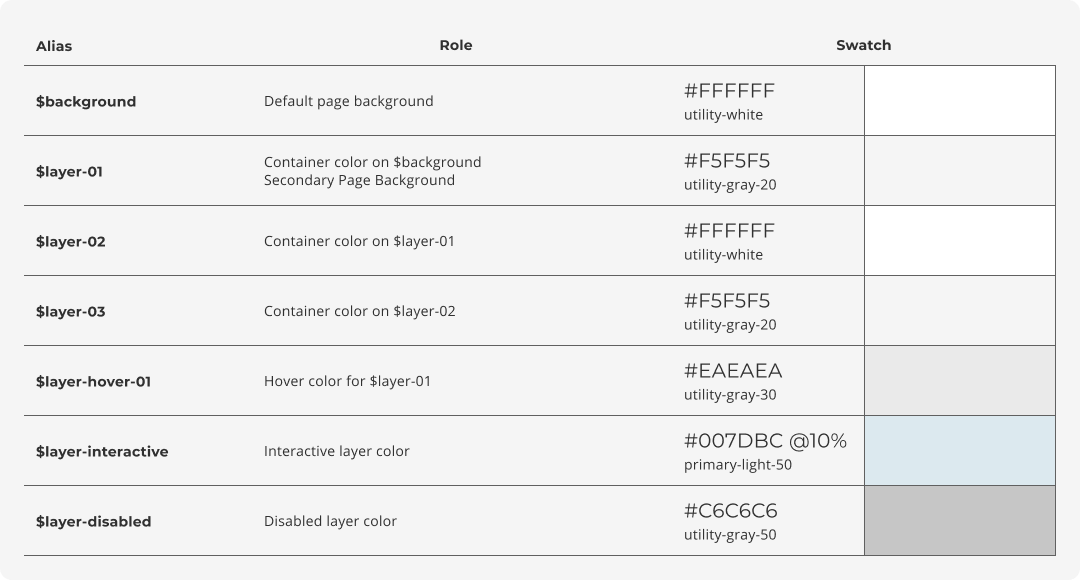 Alias Role Swatch
$background Default page background #FFFFFF
utility-white
$layer-01 Container color on $background #F5F5F5
Secondary Page Background utility-gray-20
$layer-02 Container color on $layer-01 #FFFFFF
utility-white
$layer-03 Container color on $layer-02 #F5F5F5
utility-gray-20
$layer-hover-01 Hover color for $layer-01 #EAEAEA
utility-gray-30
$layer-interactive Interactive layer color #007DBC @10%
primary-light-50
$layer-disabled Disabled layer color #C6C6C6
utility-gray-50